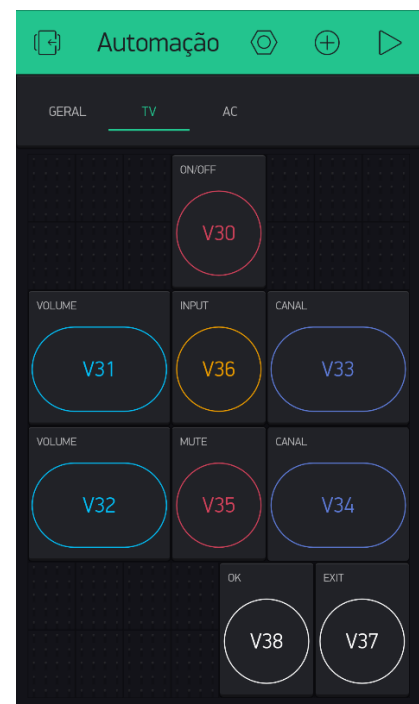 Automação
GERAL TV AC
ON/OFF
V30
VOLUME INPUT CANAL
V31 V36 V33
VOLUME MUTE CANAL
V32 V35 V34
OK EXIT
V38 V37